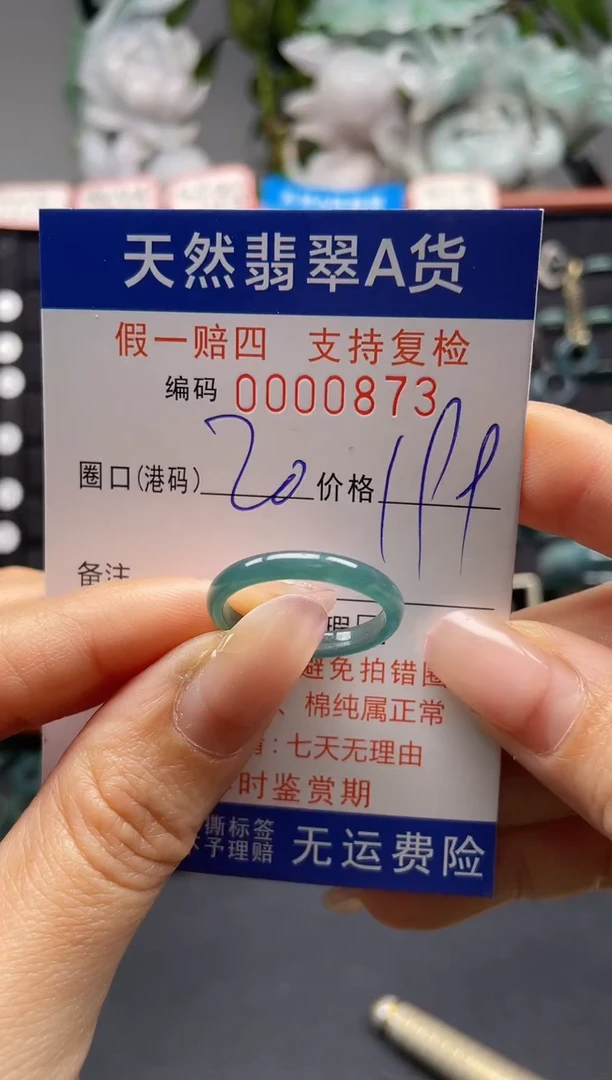 天然翡翠A货
假一赔四 支持复检
编码 0000873
圈口(港码) 20 价格
备注
避免拍错圈
、棉纯属正常
:七天无理由
时鉴赏期
撕标签
不予理赔 无运费险